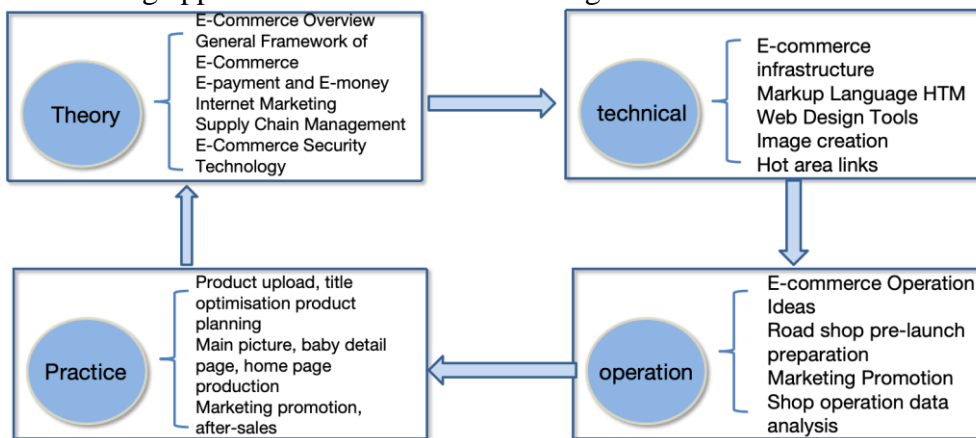 E-Commerce Overview
General Framework of
E-Commerce
E-payment and E-money
Internet Marketing
Supply Chain Management
E-Commerce Security
Technology
Theory
E-commerce
infrastructure
Markup Language HTM
Web Design Tools
Image creation
Hot area links
technical
Product upload, title
optimisation product
planning
Main picture, baby detail
page, home page
production
Marketing promotion,
after-sales
Practice
E-commerce Operation
Ideas
Road shop pre-launch
preparation
Marketing Promotion
Shop operation data
analysis
operation